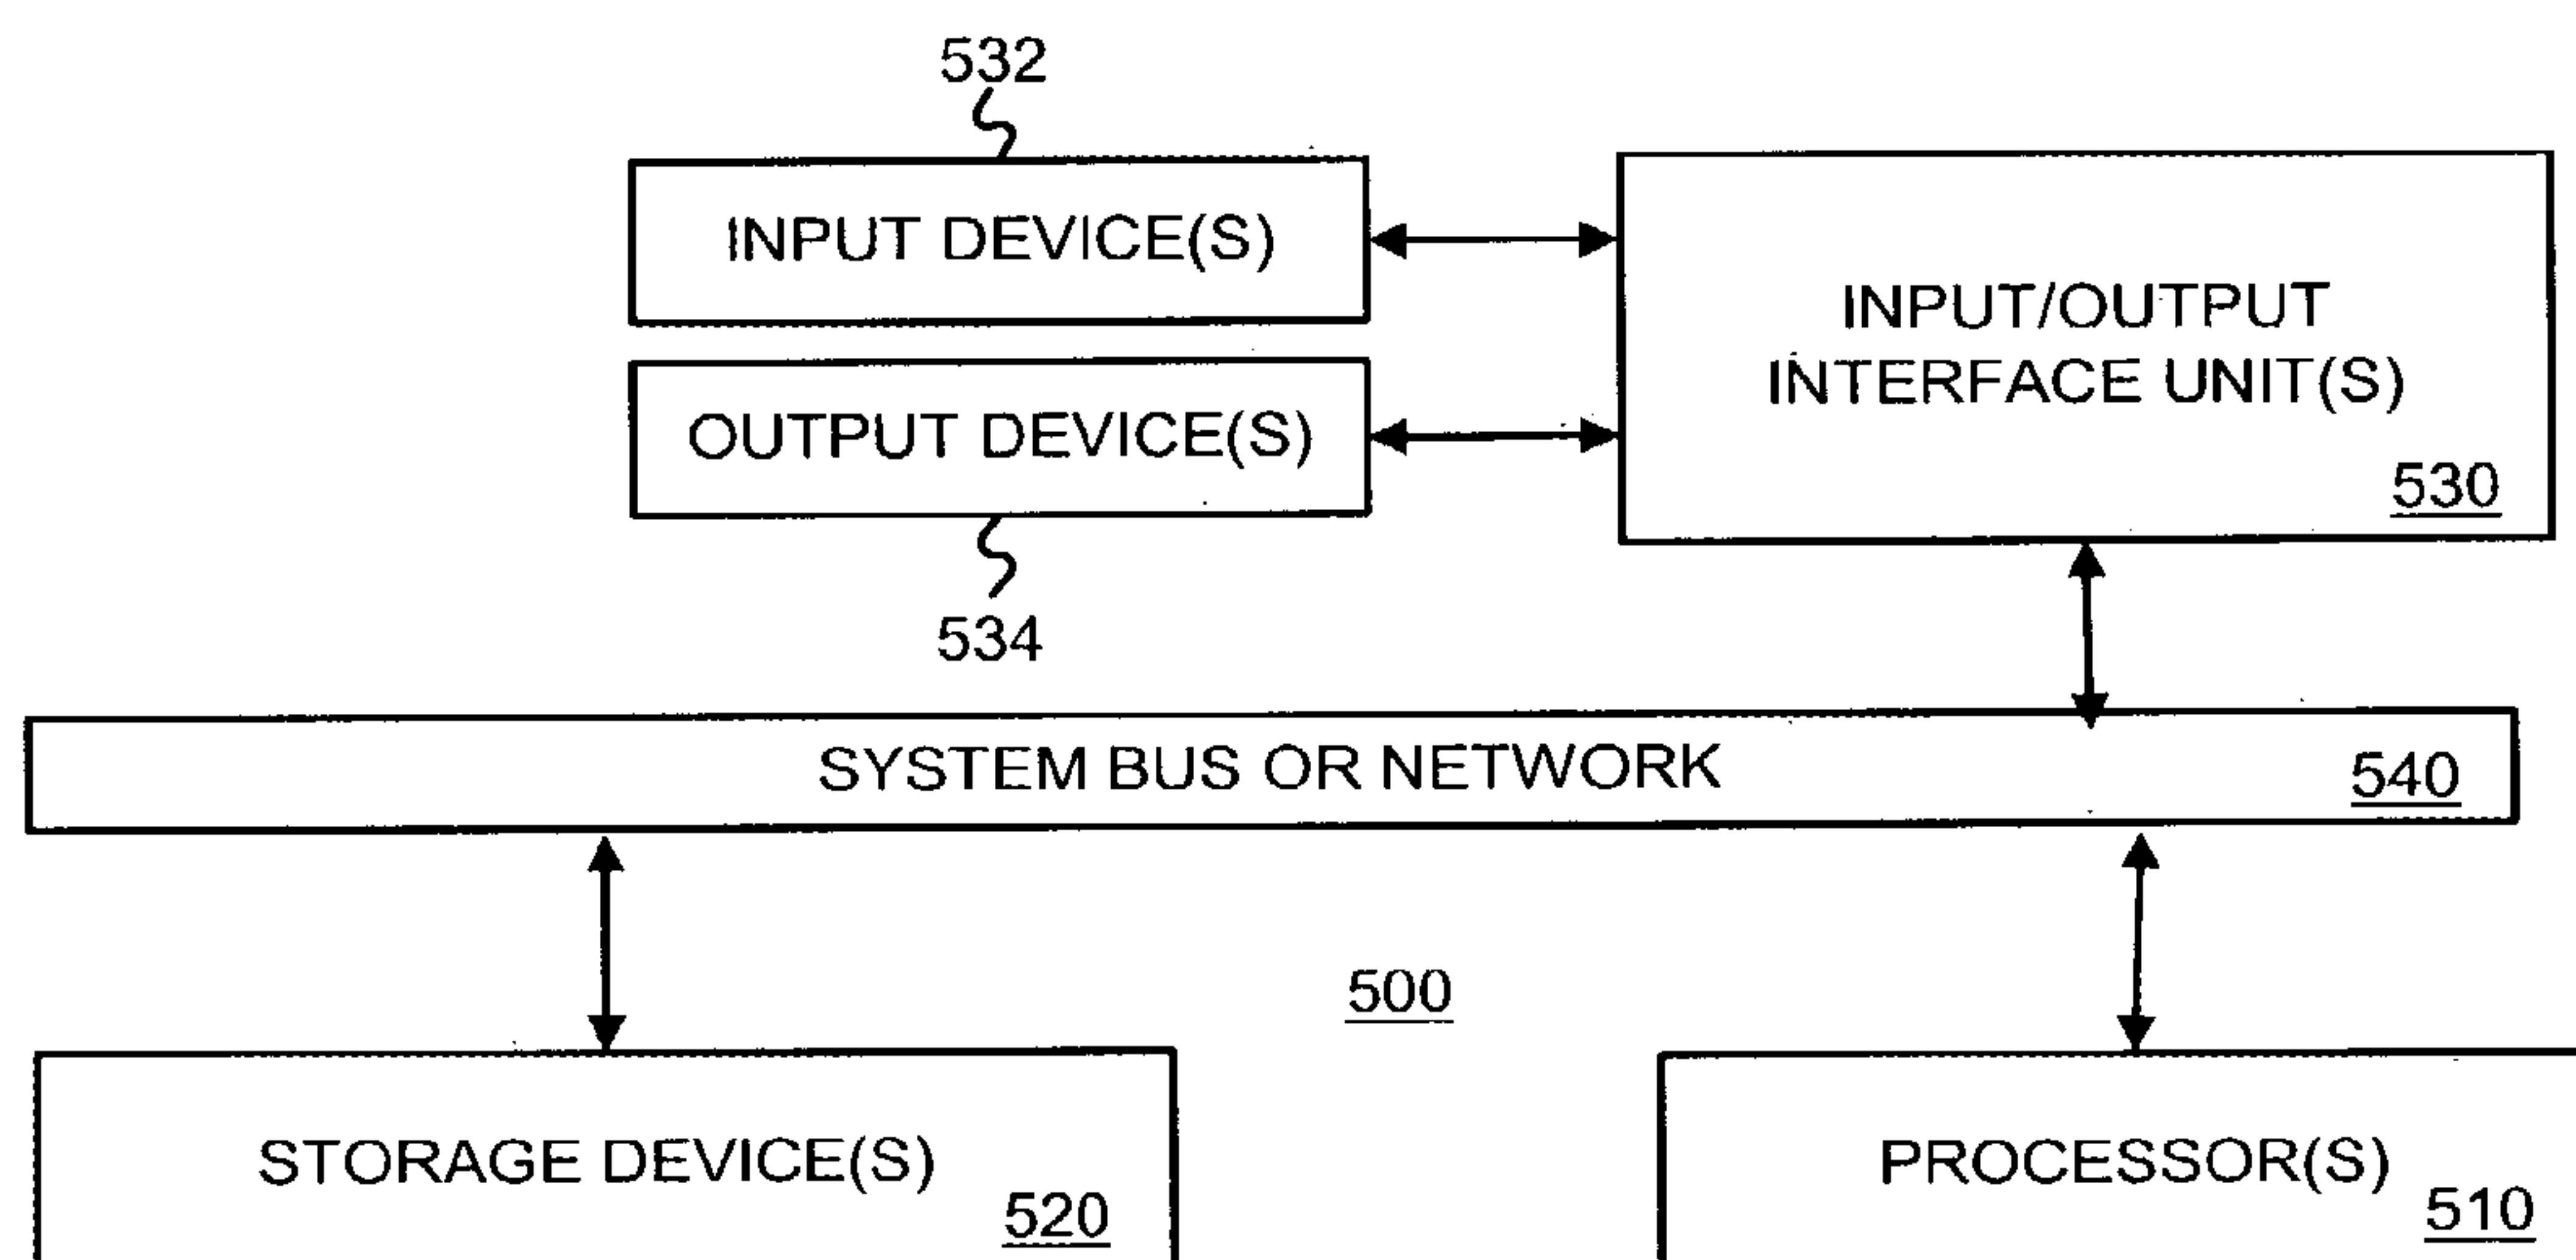 532
INPUT DEVICE(S)
INPUT/OUTPUT
INTERFACE UNIT(S)
530
OUTPUT DEVICE(S)
534
SYSTEM BUS OR NETWORK
540
500
STORAGE DEVICE(S)
520
PROCESSOR(S)
510